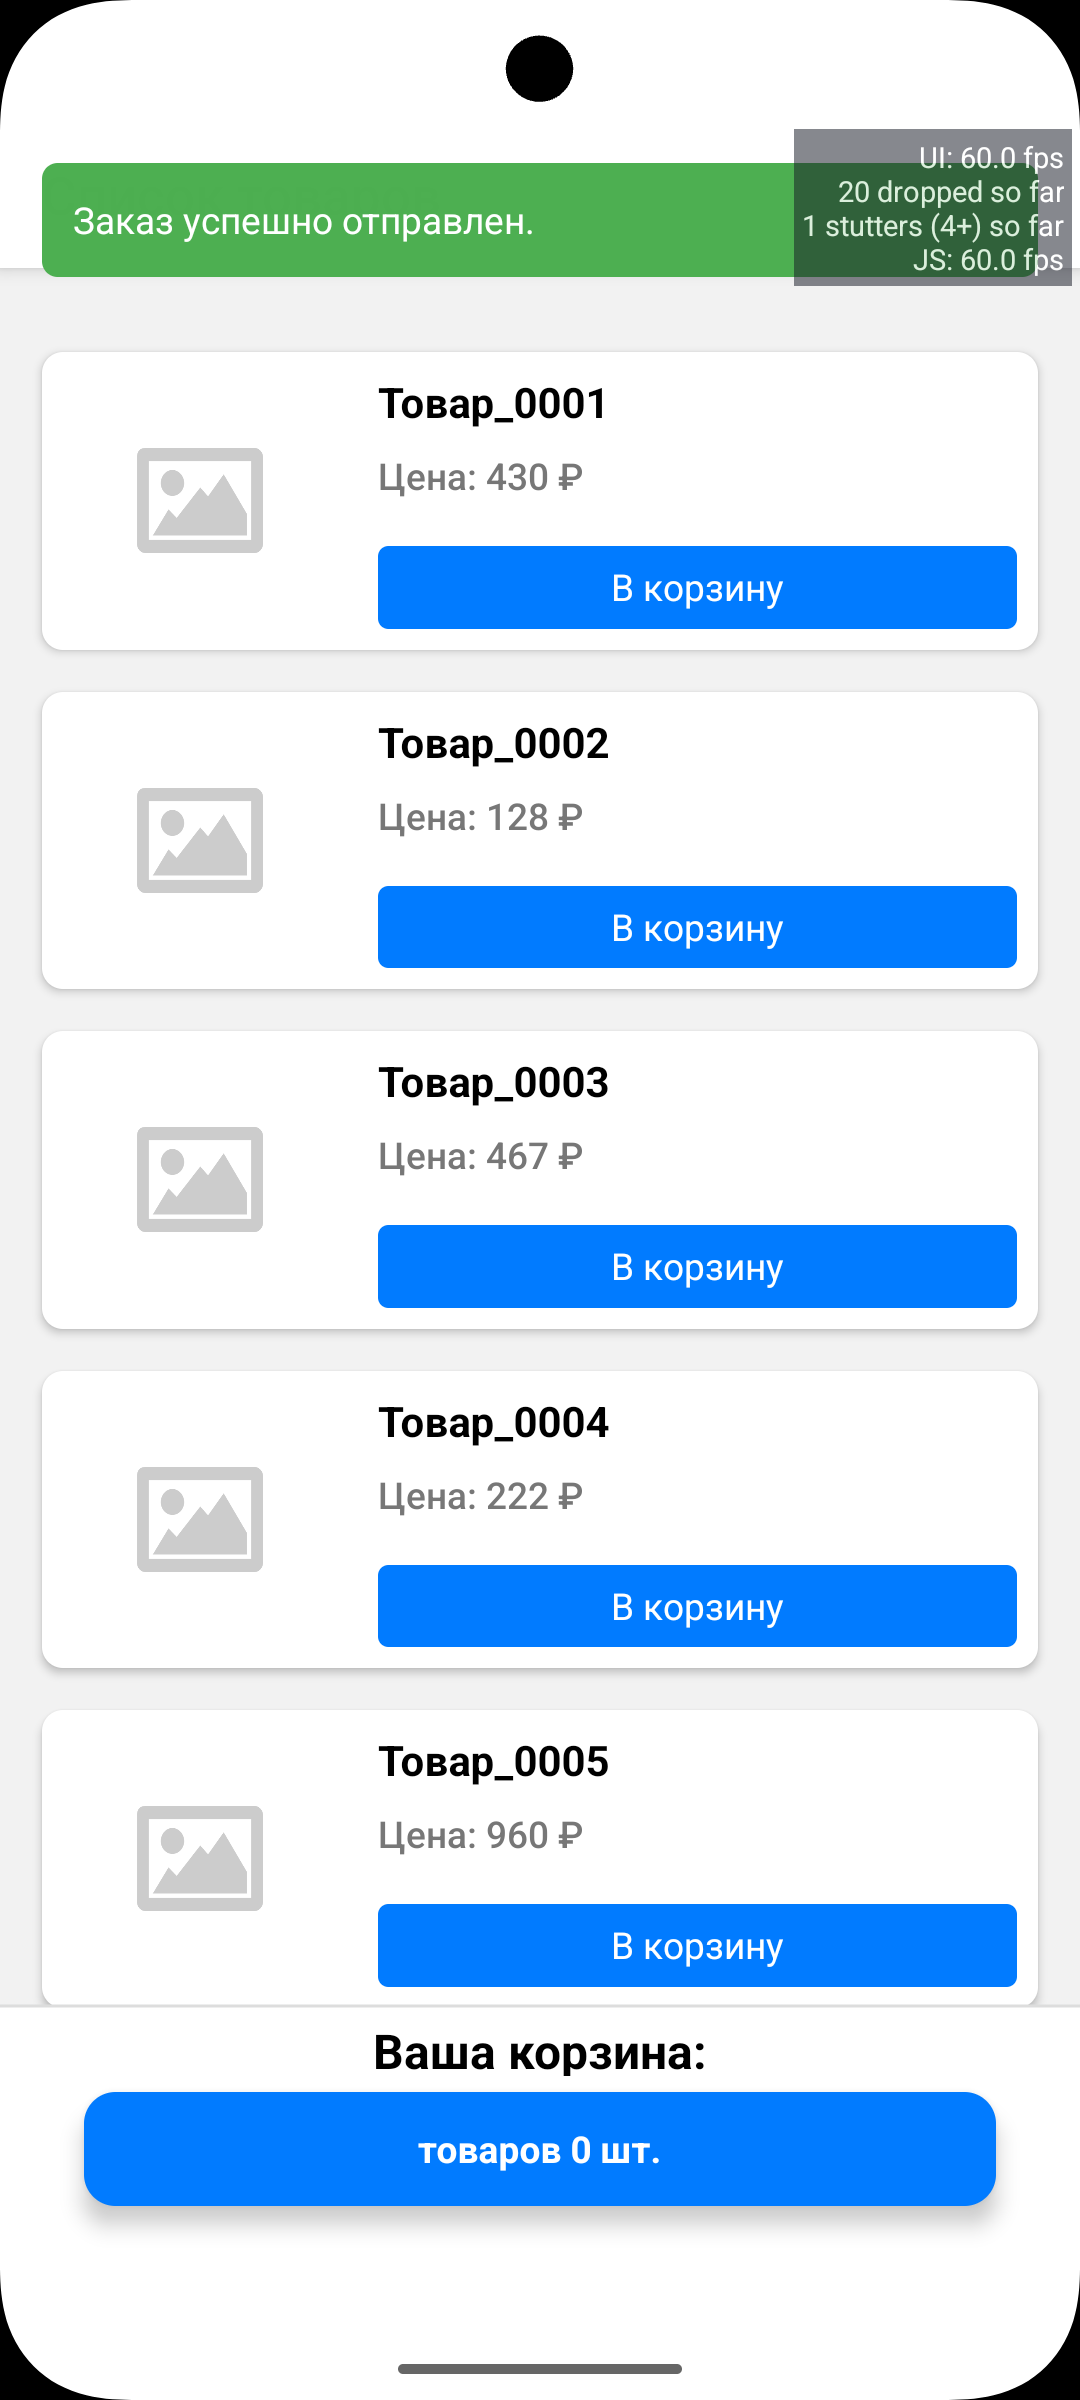 UI: 60.0 fps
20 dropped so far
1 stutters (4+) so far
JS: 60.0 fps
Заказ успешно отправлен.
Товар_0001
Цена: 430 ₽
В корзину
Товар_0002
Цена: 128 ₽
В корзину
Товар_0003
Цена: 467 ₽
В корзину
Товар_0004
Цена: 222 ₽
В корзину
Товар_0005
Цена: 960 ₽
В корзину
Ваша корзина:
товаров 0 шт.